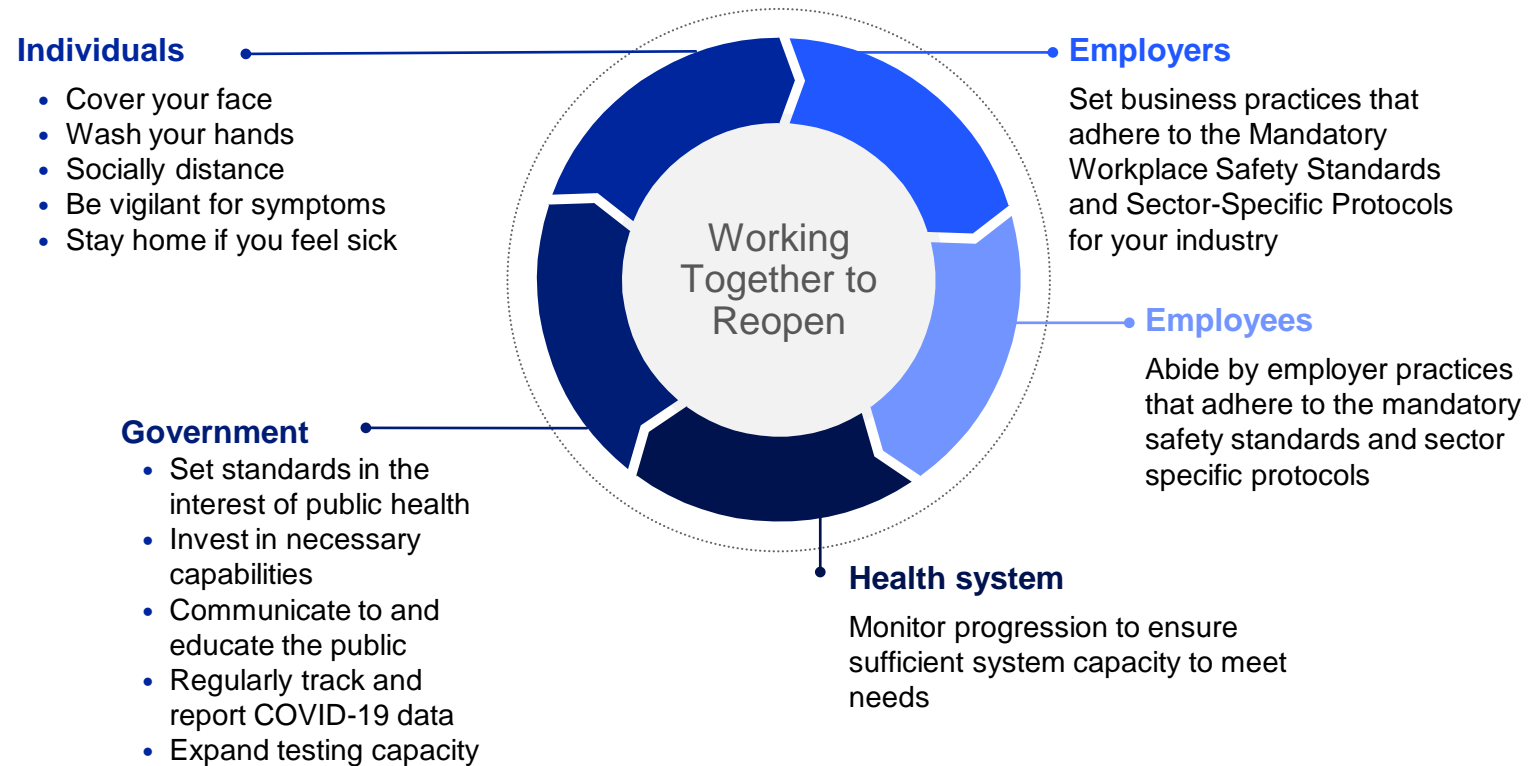 Individuals
• Cover your face
• Wash your hands
• Socially distance
• Be vigilant for symptoms
• Stay home if you feel sick
Employers
Set business practices that
adhere to the Mandatory
Workplace Safety Standards
and Sector-Specific Protocols
for your industry
Working
Together to
Reopen
Employees
Abide by employer practices
that adhere to the mandatory
safety standards and sector
specific protocols
Government
• Set standards in the
interest of public health
• Invest in necessary
capabilities
• Communicate to and
educate the public
• Regularly track and
report COVID-19 data
• Expand testing capacity
Health system
Monitor progression to ensure
sufficient system capacity to meet
needs